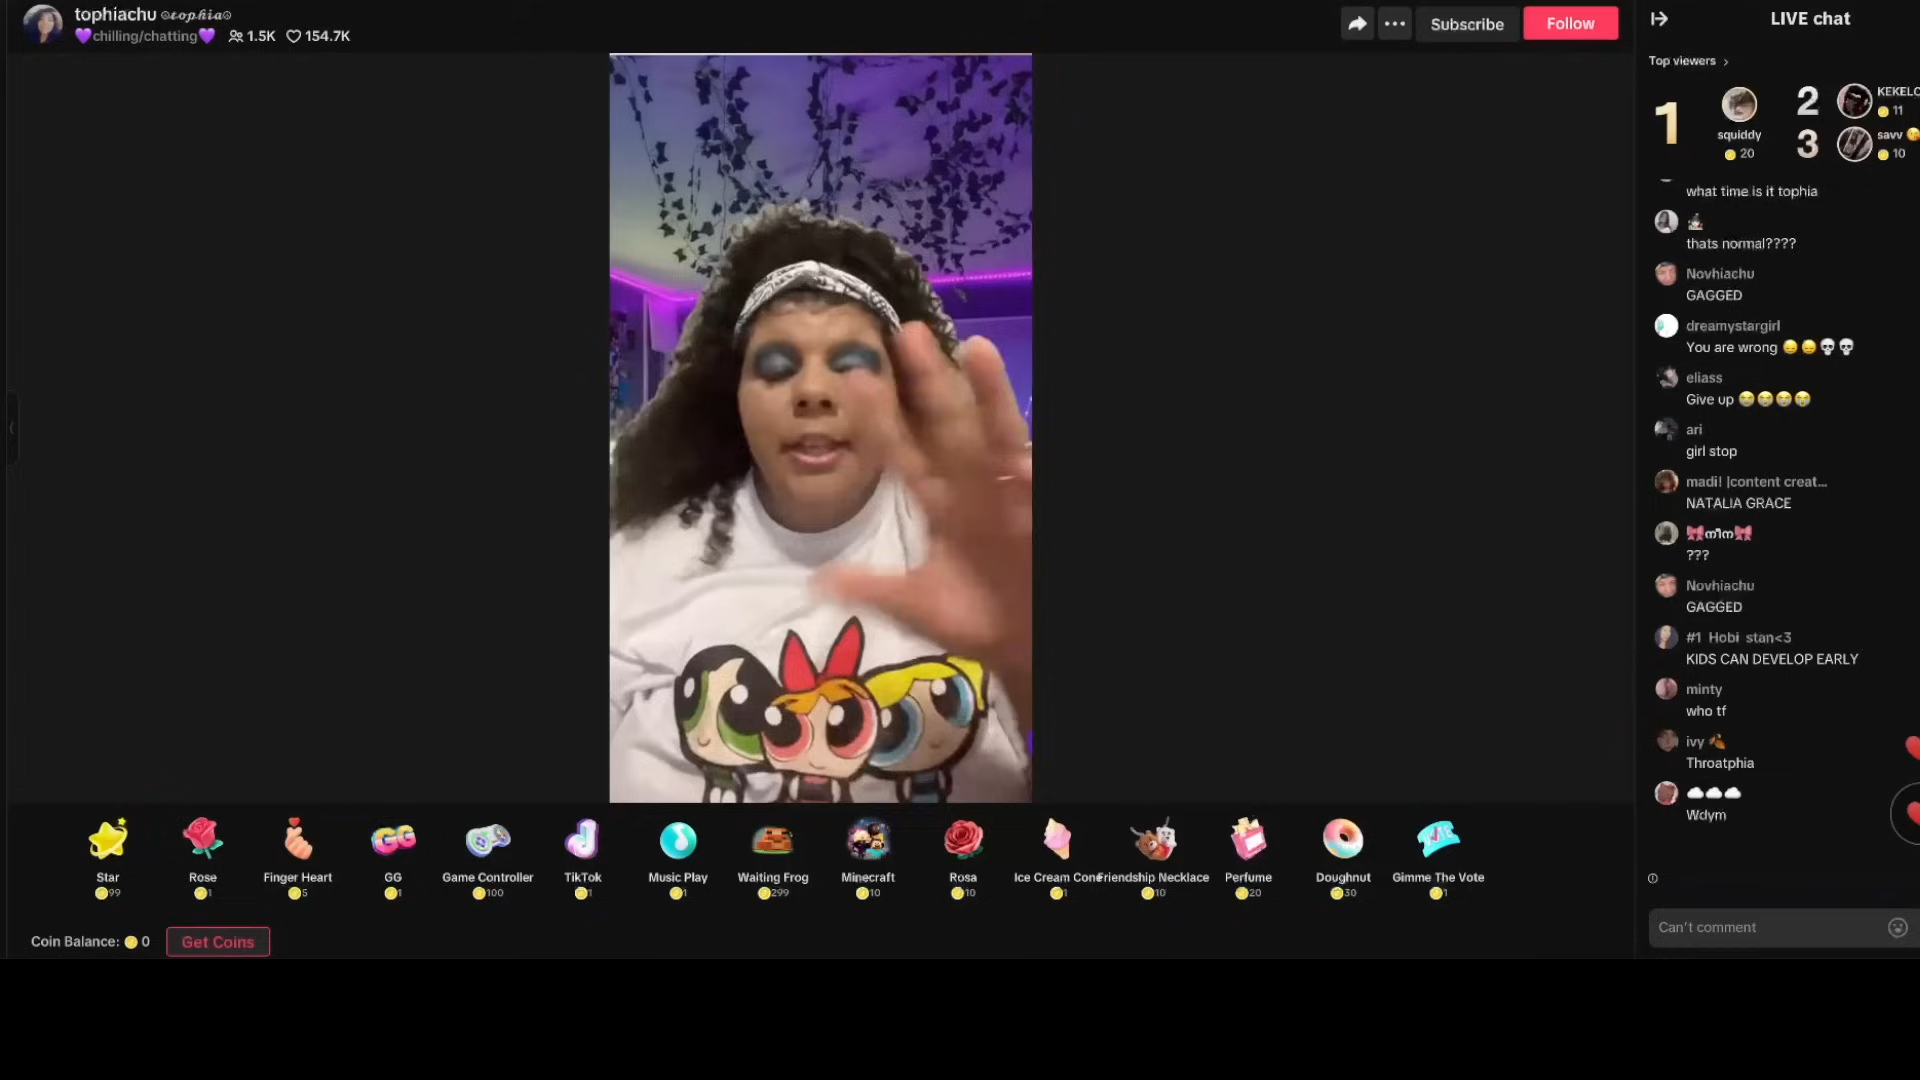 tophiachu ☺𝓽𝓸𝓹𝓱𝓲𝓪☺
💜chilling/chatting💜 1.5K 154.7K
Subscribe
Follow
LIVE chat
Top viewers
1
squiddy
20
2
KEKELO
11
3
savv 😋
10
what time is it tophia
thats normal????
Novhiachu
GAGGED
dreamystargirl
You are wrong 😑😑💀💀
eliass
Give up 😭😭😭😭
ari
girl stop
madi! |content creat...
NATALIA GRACE
???
Novhiachu
GAGGED
#1 Hobi stan<3
KIDS CAN DEVELOP EARLY
minty
who tf
ivy 🍂
Throatphia
☁️☁️☁️
Wdym
Can't comment
Star
99
Rose
1
Finger Heart
5
GG
GG
1
Game Controller
100
TikTok
1
Music Play
1
Waiting Frog
299
Minecraft
10
Rosa
10
Ice Cream Cone
1
Friendship Necklace
10
Perfume
20
Doughnut
30
Gimme The Vote
1
Coin Balance: 0
Get Coins